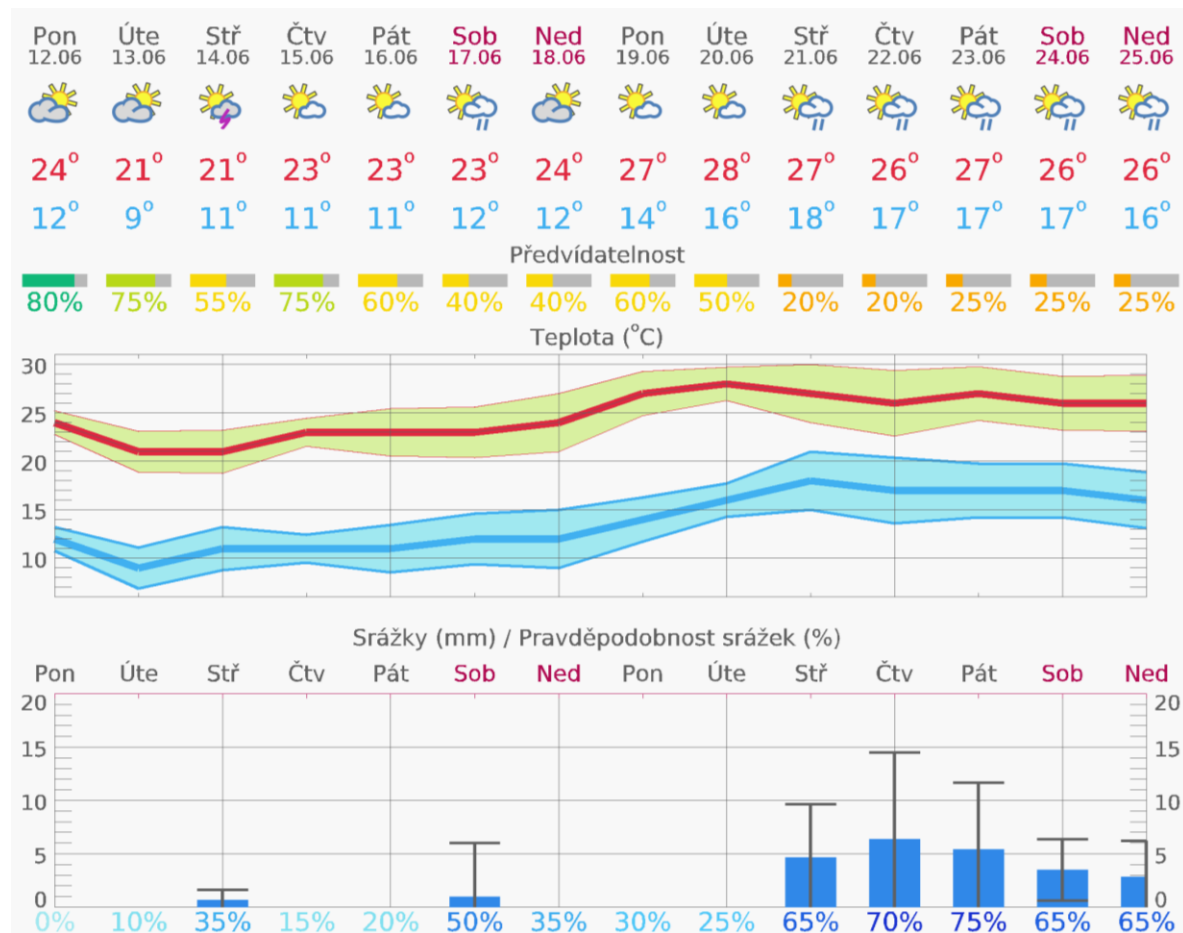 Pon Úte Stř Čtv Pát Sob Ned Pon Úte Stř Čtv Pát Sob Ned
12.06 13.06 14.06 15.06 16.06 17.06 18.06 19.06 20.06 21.06 22.06 23.06 24.06 25.06
24° 21° 21° 23° 23° 23° 24° 27° 28° 27° 26° 27° 26° 26°
12° 9° 11° 11° 11° 12° 12° 14° 16° 18° 17° 17° 17° 16°
Předvídatelnost
80% 75% 55% 75% 60% 40% 40% 60% 50% 20% 20% 25% 25% 25%
Teplota (°C)
30
25
20
15
10
Srážky (mm) / Pravděpodobnost srážek (%)
Pon Úte Stř Čtv Pát Sob Ned Pon Úte Stř Čtv Pát Sob Ned
20 20
15 15
10 10
5 5
0 0
0% 10% 35% 15% 20% 50% 35% 30% 25% 65% 70% 75% 65% 65%